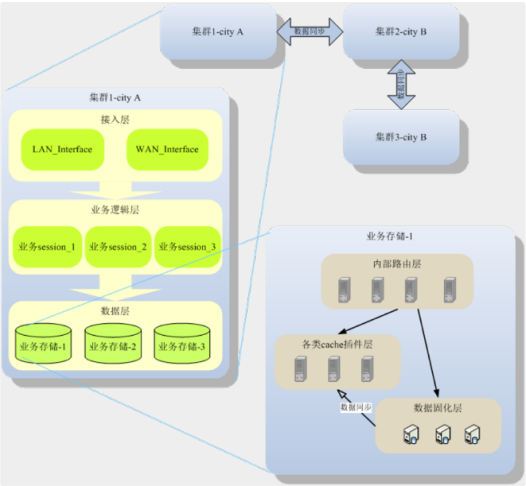 集群1-city A
数据同步
集群2-city B
数据同步
集群3-city B
集群1-city A
接入层
LAN_Interface
WAN_Interface
业务逻辑层
业务session_1
业务session_2
业务session_3
数据层
业务存储-1
业务存储-2
业务存储-3
业务存储-1
内部路由层
各类cache插件层
数据同步
数据固化层